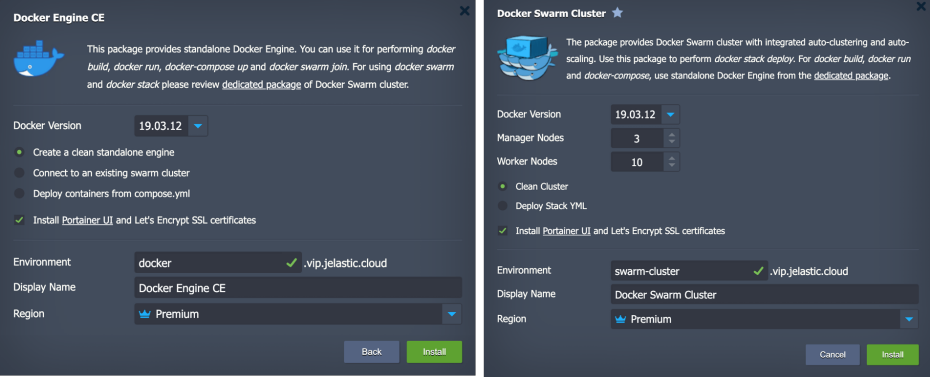 Docker Engine CE
This package provides standalone Docker Engine. You can use it for performing docker
build, docker run, docker-compose up and docker swarm join. For using docker swarm
and docker stack please review dedicated package of Docker Swarm cluster.
Docker Version 19.03.12
Create a clean standalone engine
Connect to an existing swarm cluster
Deploy containers from compose.yml
Install Portainer UI and Let's Encrypt SSL certificates
Environment docker .vip.jelastic.cloud
Display Name Docker Engine CE
Region Premium
Back Install
Docker Swarm Cluster
The package provides Docker Swarm cluster with integrated auto-clustering and auto-
scaling. Use this package to perform docker stack deploy. For docker build, docker run
and docker-compose, use standalone Docker Engine from the dedicated package.
Docker Version 19.03.12
Manager Nodes 3
Worker Nodes 10
Clean Cluster
Deploy Stack YML
Install Portainer UI and Let's Encrypt SSL certificates
Environment swarm-cluster .vip.jelastic.cloud
Display Name Docker Swarm Cluster
Region Premium
Cancel Install